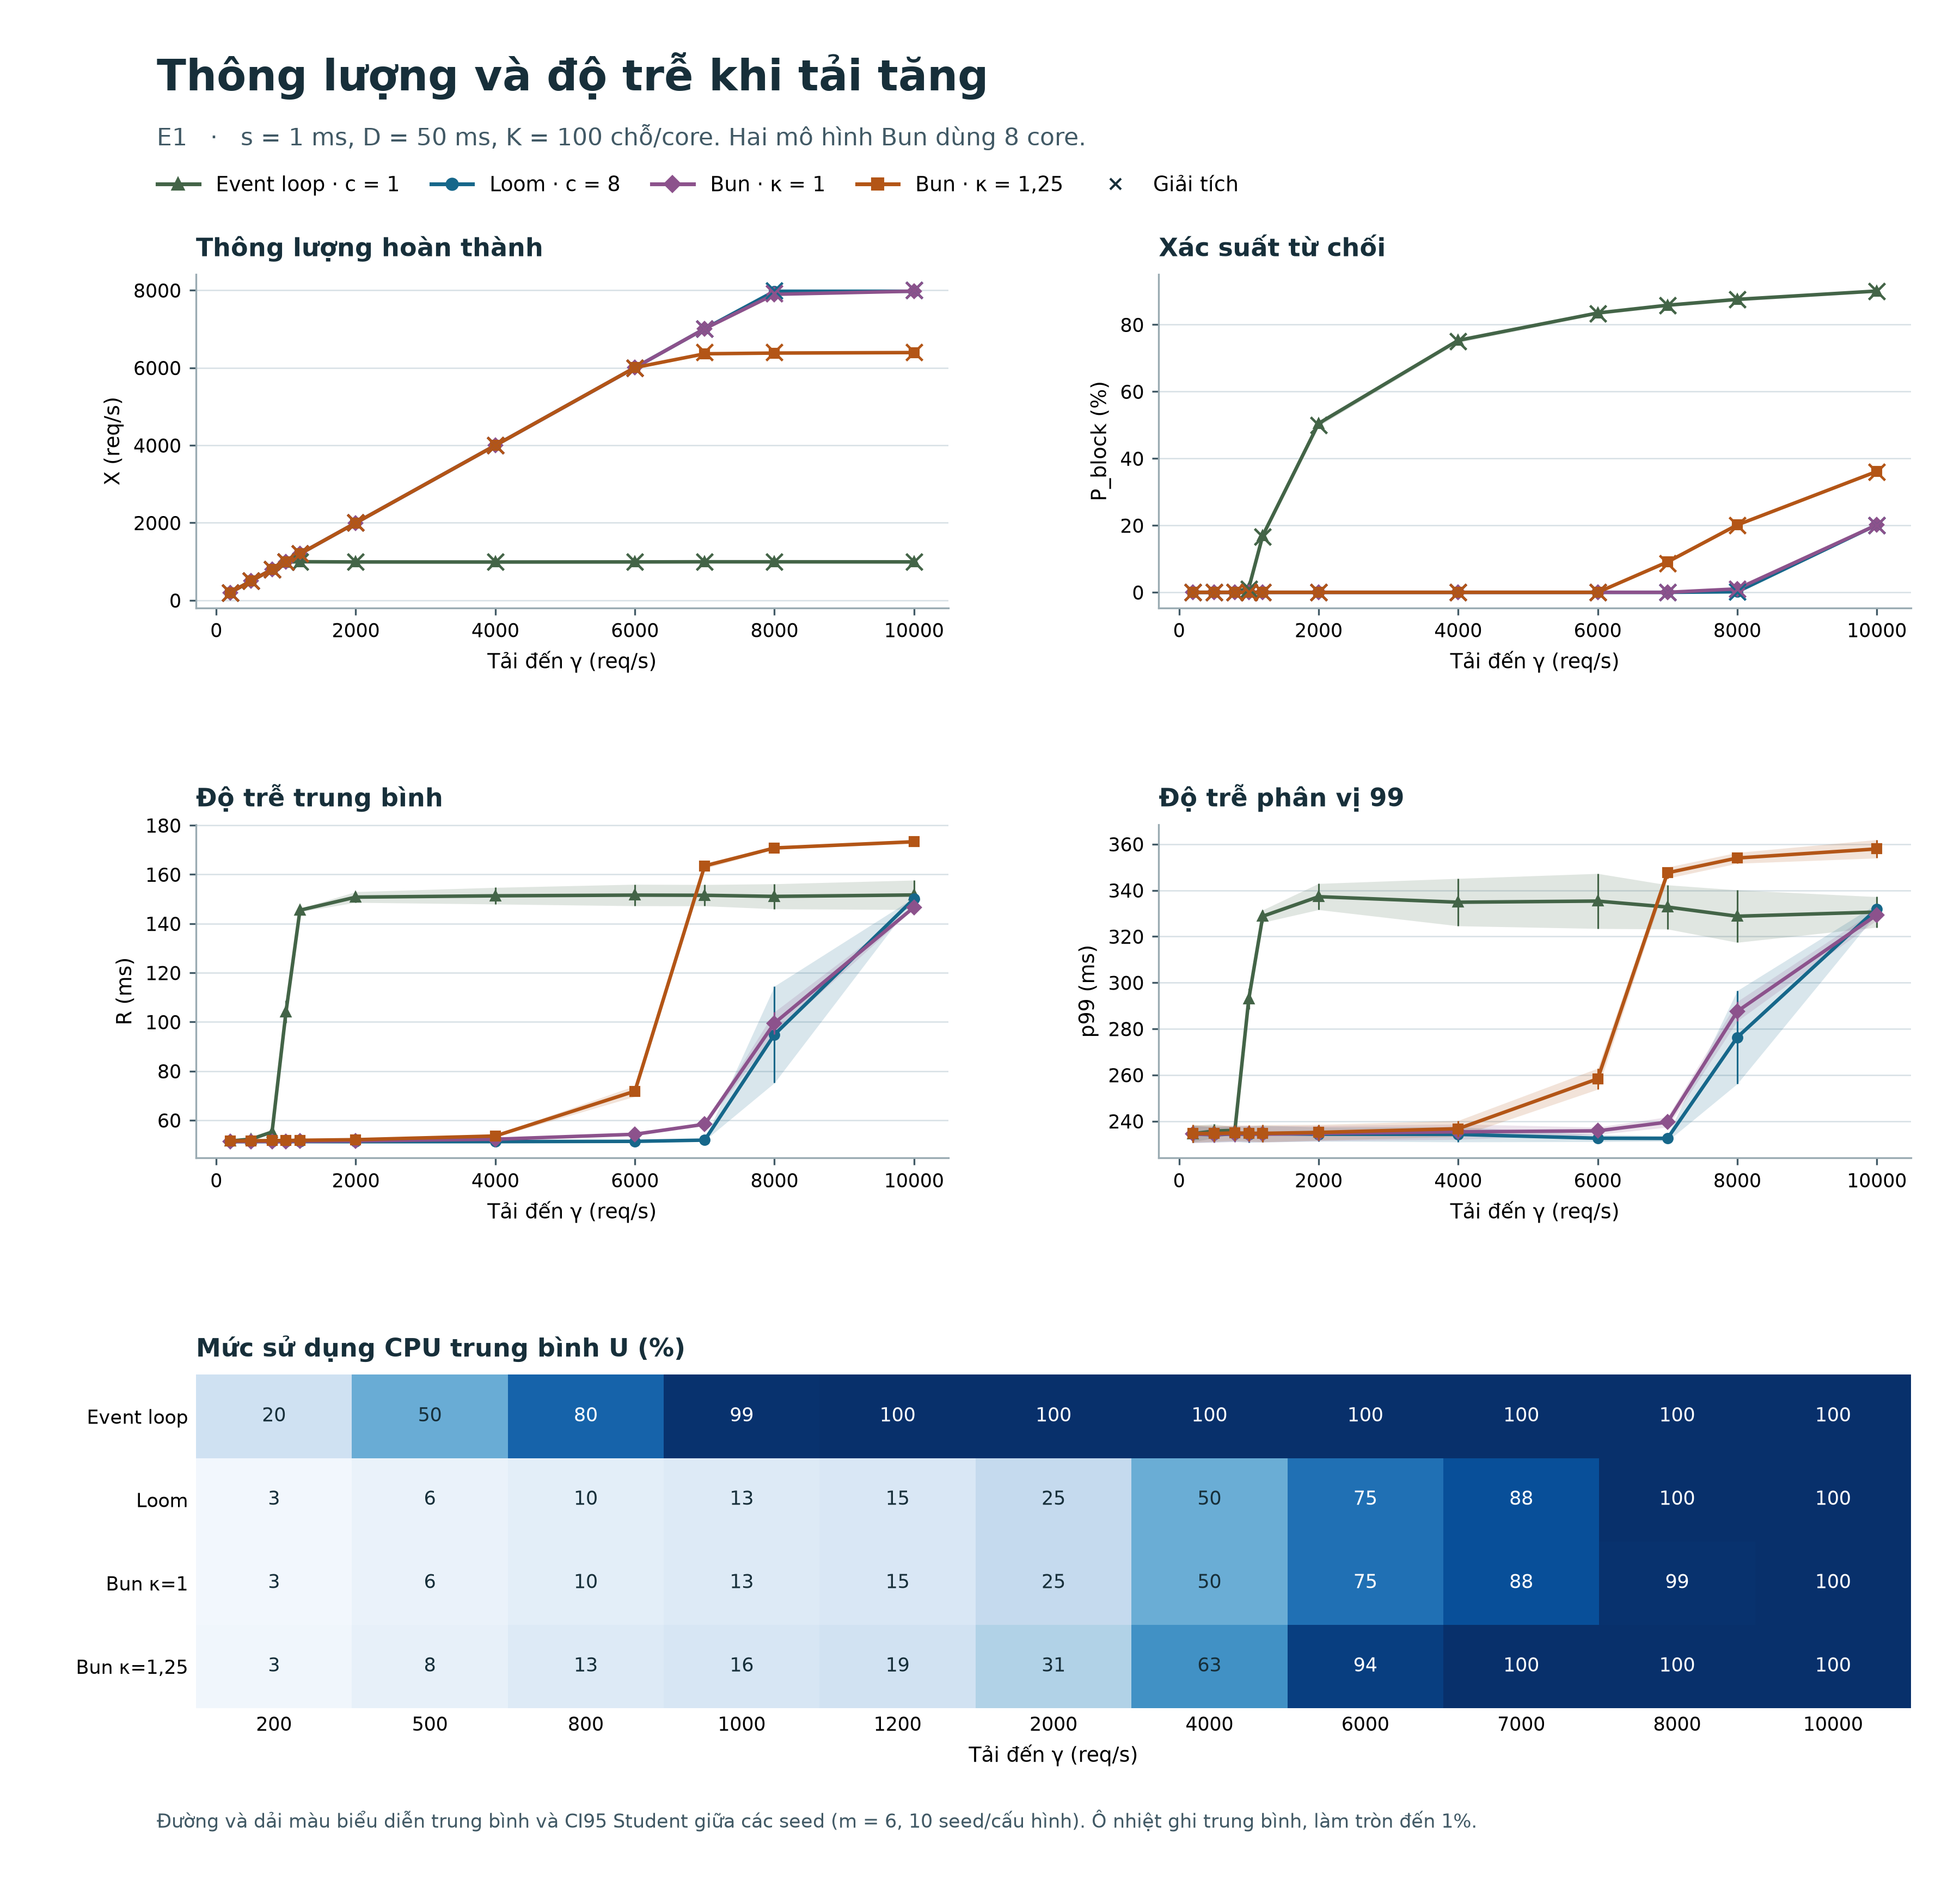 Thông lượng và độ trễ khi tải tăng
E1 · s = 1 ms, D = 50 ms, K = 100 chỗ/core. Hai mô hình Bun dùng 8 core.
Event loop · c = 1 Loom · c = 8 Bun · κ = 1 Bun · κ = 1,25 Giải tích
Thông lượng hoàn thành
X (req/s)
8000
6000
4000
2000
0
0 2000 4000 6000 8000 10000
Tải đến γ (req/s)
Xác suất từ chối
P_block (%)
80
60
40
20
0
0 2000 4000 6000 8000 10000
Tải đến γ (req/s)
Độ trễ trung bình
R (ms)
180
160
140
120
100
80
60
0 2000 4000 6000 8000 10000
Tải đến γ (req/s)
Độ trễ phân vị 99
p99 (ms)
360
340
320
300
280
260
240
0 2000 4000 6000 8000 10000
Tải đến γ (req/s)
Mức sử dụng CPU trung bình U (%)
Event loop 20 50 80 99 100 100 100 100 100 100 100
Loom 3 6 10 13 15 25 50 75 88 100 100
Bun κ=1 3 6 10 13 15 25 50 75 88 99 100
Bun κ=1,25 3 8 13 16 19 31 63 94 100 100 100
200 500 800 1000 1200 2000 4000 6000 7000 8000 10000
Tải đến γ (req/s)
Đường và dải màu biểu diễn trung bình và CI95 Student giữa các seed (m = 6, 10 seed/cấu hình). Ô nhiệt ghi trung bình, làm tròn đến 1%.